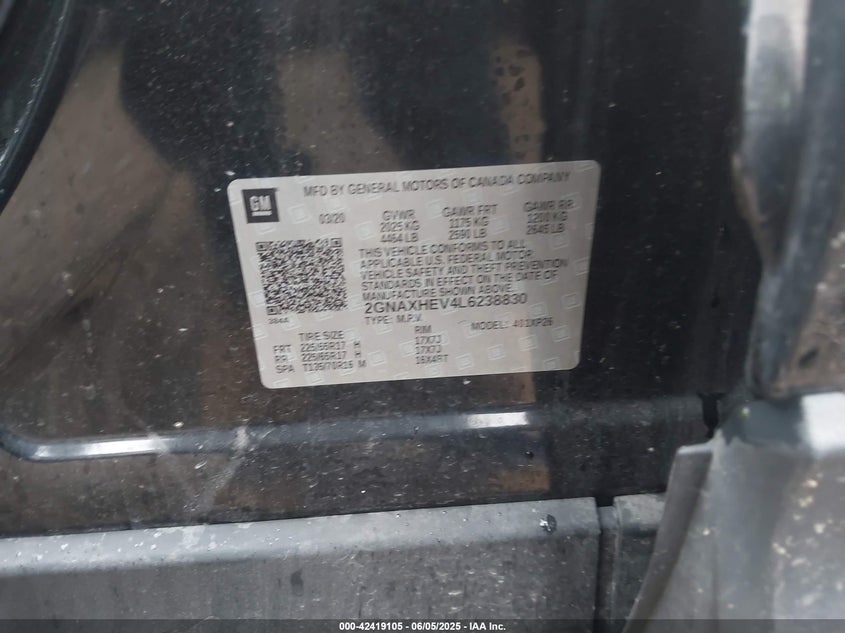 GM
MFD BY GENERAL MOTORS OF CANADA COMPANY
03/20 GVWR GAWR FRT GAWR RR
2025 KG 1175 KG 1200 KG
4464 LB 2590 LB 2645 LB
THIS VEHICLE CONFORMS TO ALL
APPLICABLE U.S. FEDERAL MOTOR
VEHICLE SAFETY AND THEFT PREVENTION
STANDARDS IN EFFECT ON THE DATE OF
MANUFACTURE SHOWN ABOVE.
2GNAXHEV4L6238830
TYPE: M.P.V. MODEL: 401XP26
TIRE SIZE RIM
FRT 225/65R17 H 17X7J
RR 225/65R17 H 17X7J
SPA T135/70R16 M 16X4BT
000-42419105 - 06/05/2025 - IAA Inc.